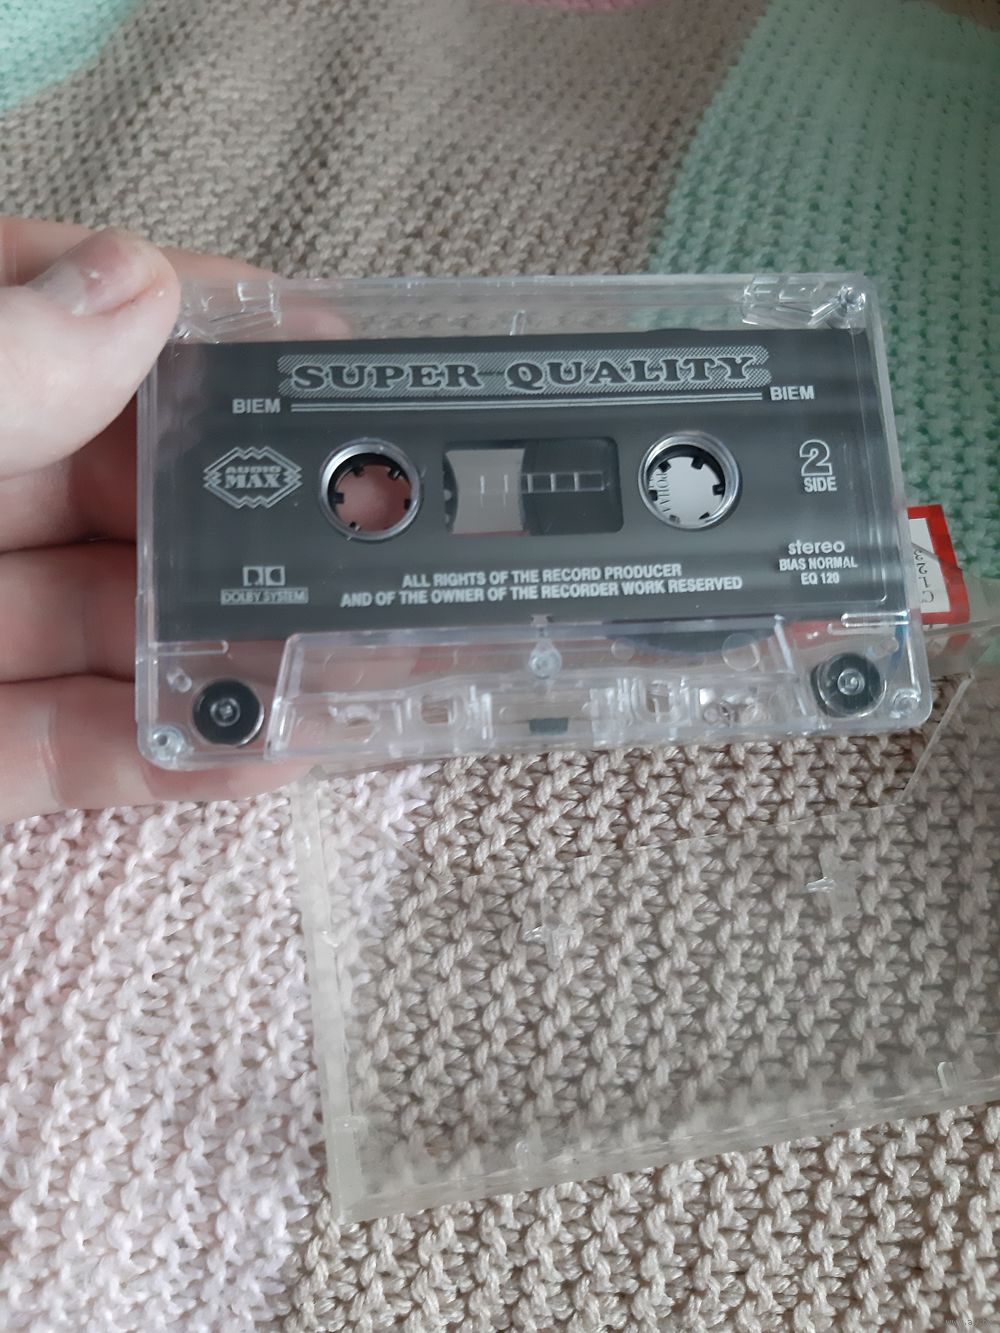 SUPER QUALITY
BIEM
BIEM
AUDIO
MAX
2
SIDE
stereo
BIAS NORMAL
EQ 120
DOLBY SYSTEM
ALL RIGHTS OF THE RECORD PRODUCER
AND OF THE OWNER OF THE RECORDER WORK RESERVED